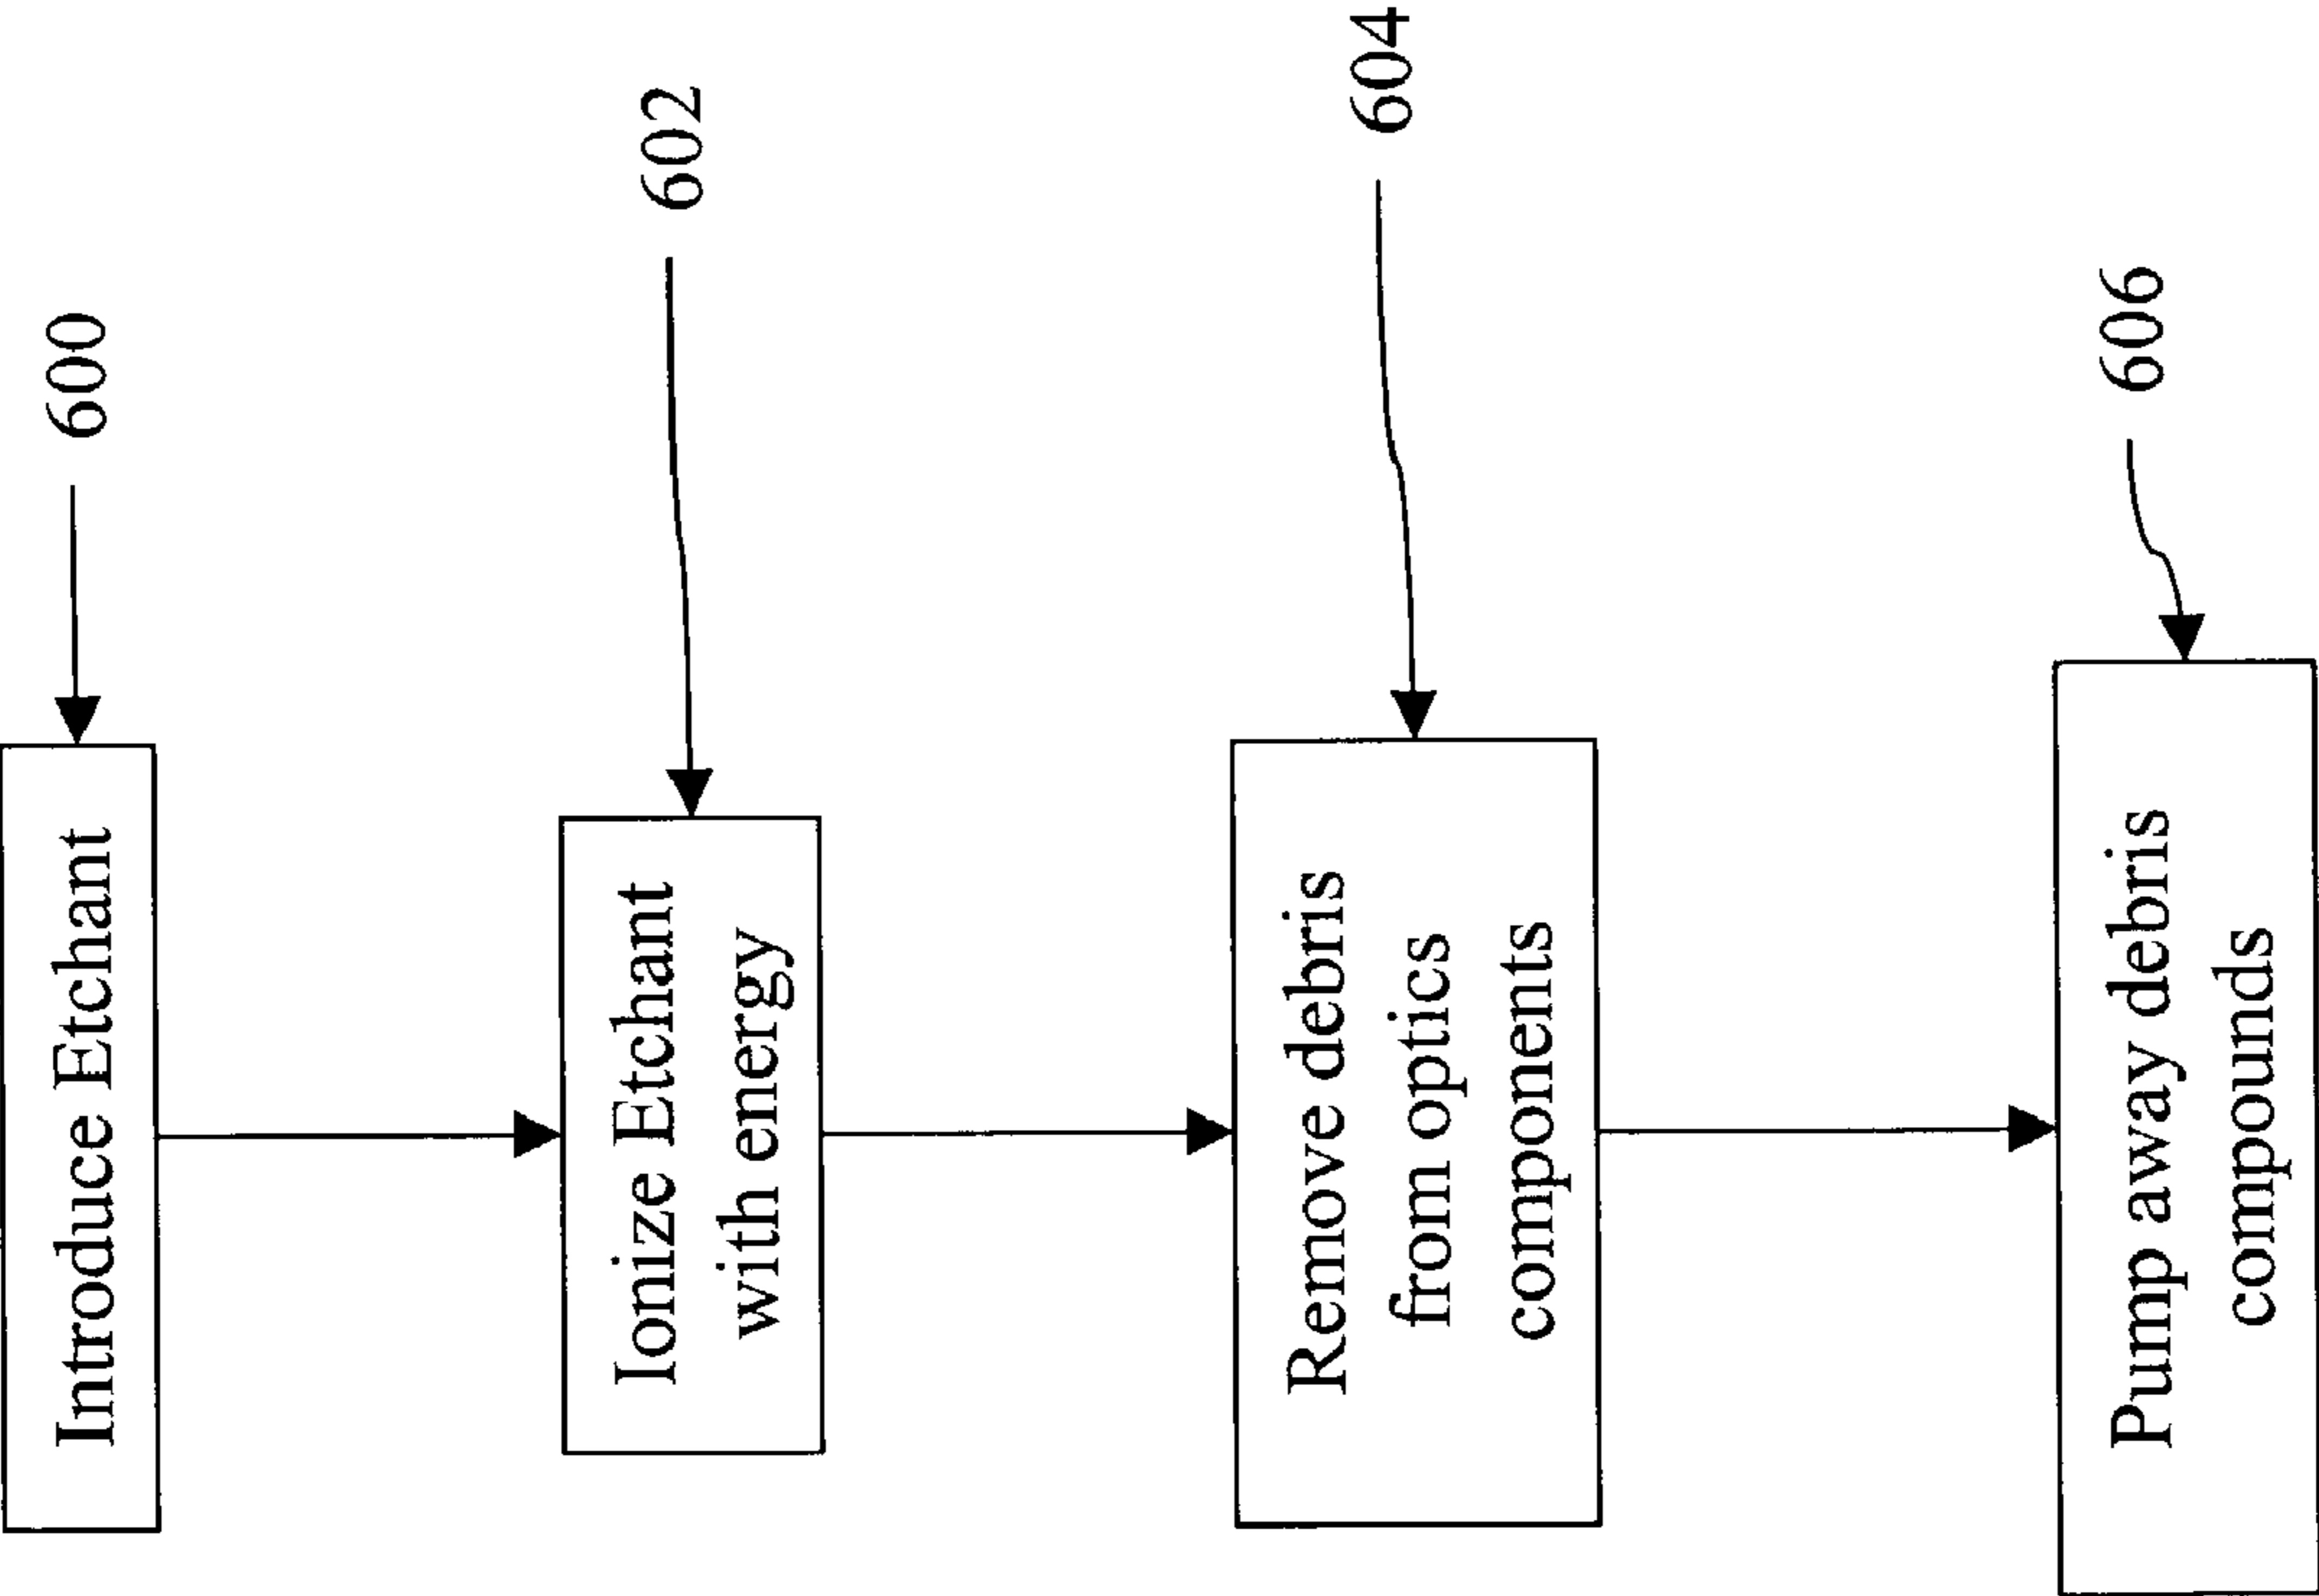 Introduce Etchant
600
Ionize Etchant
with energy
602
Remove debris
from optics
components
604
Pump away debris
compounds
606